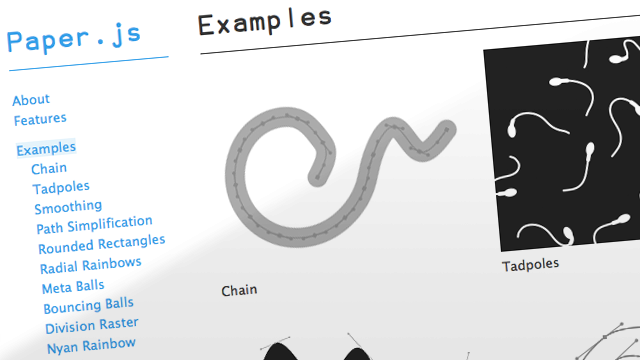 Paper.js
Examples
About
Features
Examples
Chain
Tadpoles
Smoothing
Path Simplification
Rounded Rectangles
Radial Rainbows
Meta Balls
Bouncing Balls
Division Raster
Nyan Rainbow
Chain
Tadpoles